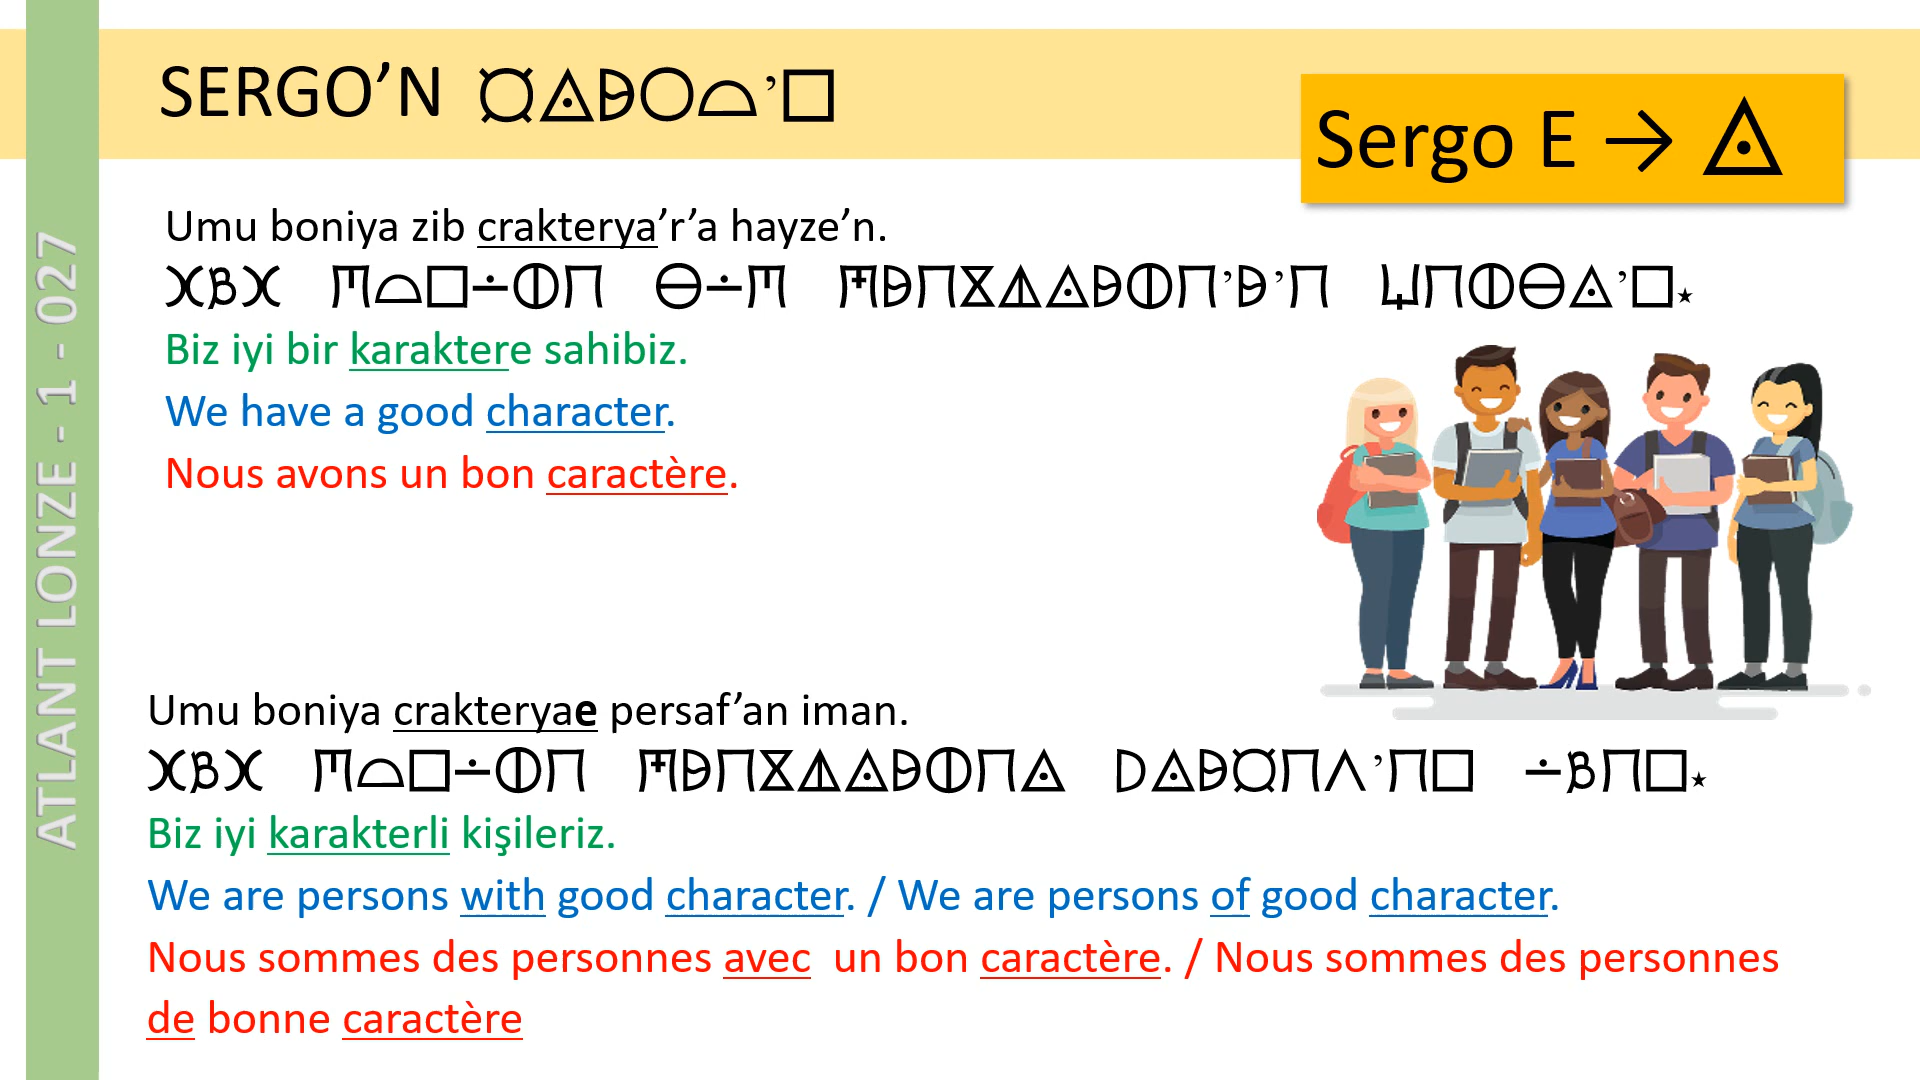 SERGO’N
Sergo E →
Umu boniya zib crakterya’r’a hayze’n.
Biz iyi bir karaktere sahibiz.
We have a good character.
Nous avons un bon caractère.
Umu boniya crakteryae persaf’an iman.
Biz iyi karakterli kişileriz.
We are persons with good character. / We are persons of good character.
Nous sommes des personnes avec un bon caractère. / Nous sommes des personnes
de bonne caractère
ATLANT LONZE - 1 - 027